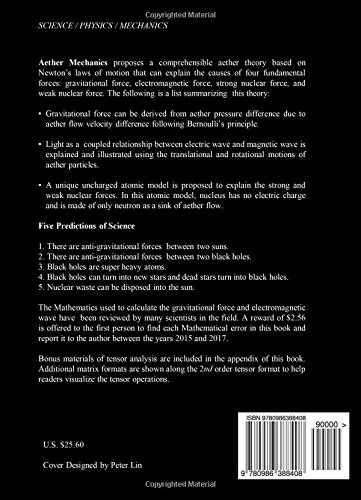 Copyrighted Material
SCIENCE / PHYSICS / MECHANICS
Aether Mechanics proposes a comprehensible aether theory based on
Newton's laws of motion that can explain the causes of four fundamental
forces: gravitational force, electromagnetic force, strong nuclear force, and
weak nuclear force. The following is a list summarizing this theory:
• Gravitational force can be derived from aether pressure difference due to
aether flow velocity difference following Bernoulli's principle.
• Light as a coupled relationship between electric wave and magnetic wave is
explained and illustrated using the translational and rotational motions of
aether particles.
• A unique uncharged atomic model is proposed to explain the strong and
weak nuclear forces. In this atomic model, nucleus has no electric charge
and is made of only neutron as a sink of aether flow.
Five Predictions of Science
1. There are anti-gravitational forces between two suns.
2. There are anti-gravitational forces between two black holes.
3. Black holes are super heavy atoms.
4. Black holes can turn into new stars and dead stars turn into black holes.
5. Nuclear waste can be disposed into the sun.
The Mathematics used to calculate the gravitational force and electromagnetic
wave have been reviewed by many scientists in the field. A reward of $2.56
is offered to the first person to find each Mathematical error in this book and
report it to the author between the years 2015 and 2017.
Bonus materials of tensor analysis are included in the appendix of this book.
Additional matrix formats are shown along the 2nd order tensor format to help
readers visualize the tensor operations.
ISBN 9780986388408
90000 >
U.S. $25.60
Cover Designed by Peter Lin
9 780986 388408
Copyrighted Material